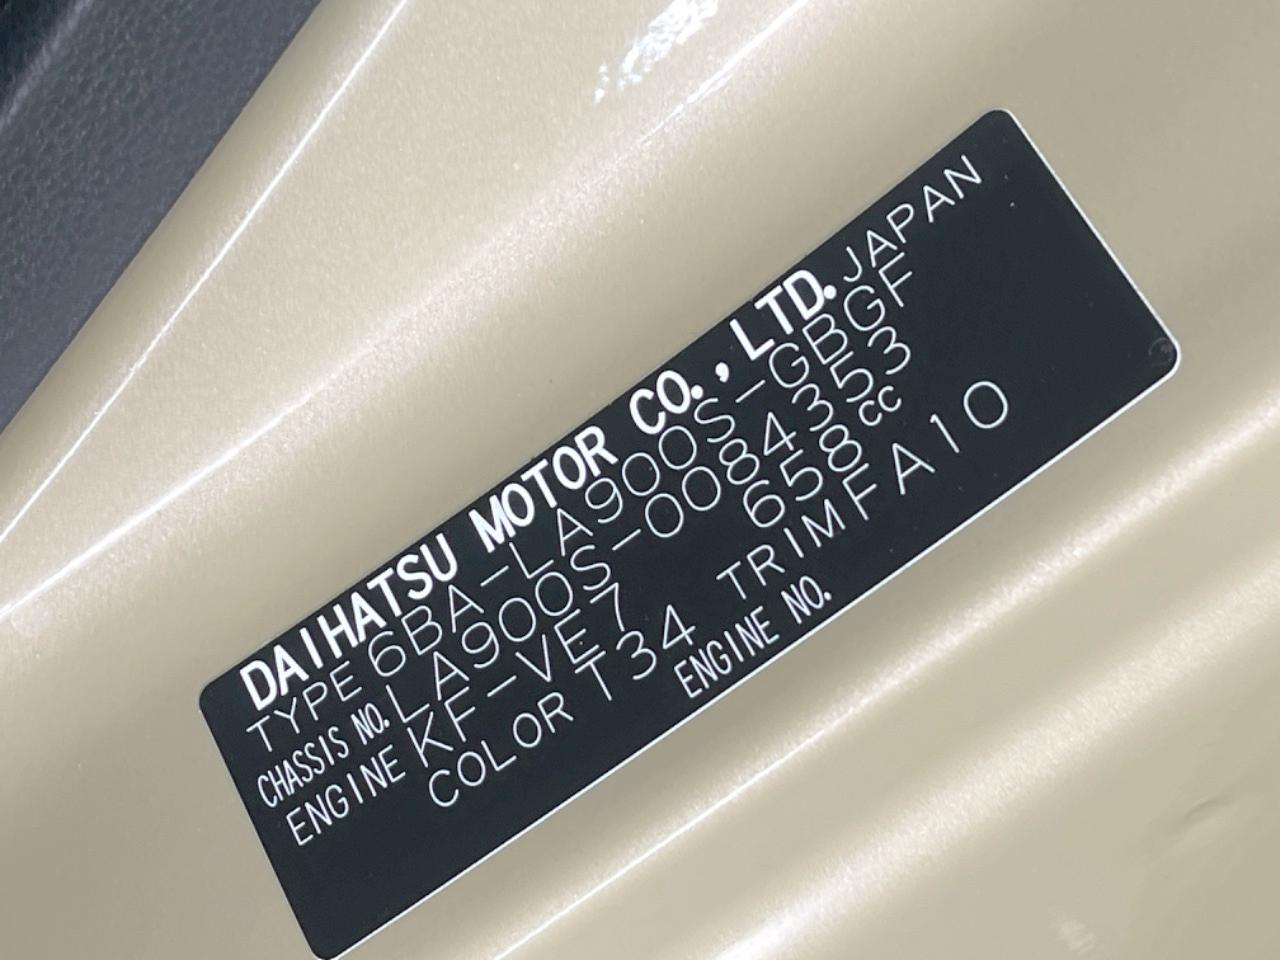 DAIHATSU MOTOR CO.,LTD. JAPAN
TYPE 6BA-LA900S-GBGF
CHASSIS NO. LA900S-0084353
ENGINE KF-VE7 658cc
COLOR T34 TRIM FA10
ENGINE NO.